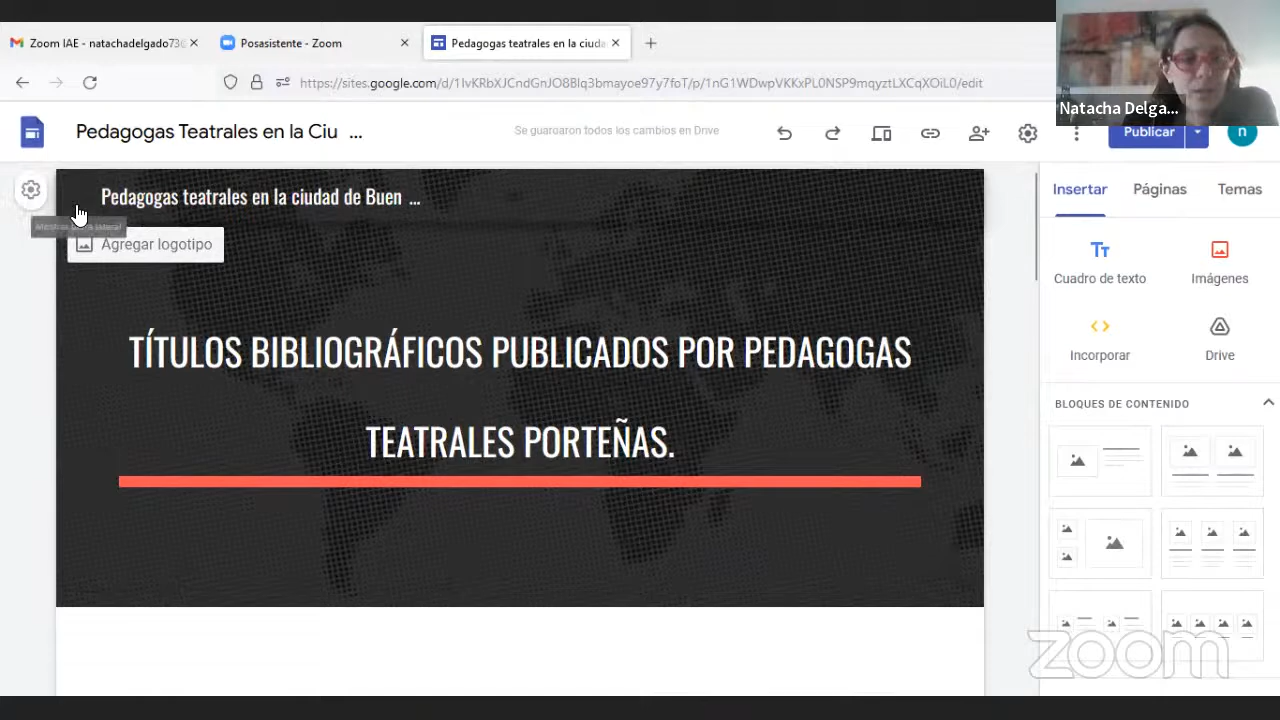 Zoom IAE - natachadelgado73@
Posasistente - Zoom
Pedagogas teatrales en la ciuda
https://sites.google.com/d/1IvKRbXJCndGnJO8Blq3bmayoe97y7foT/p/1nG1WDwpVKKxPL0NSP9mqyztLXCqXOiL0/edit
Natacha Delga...
Pedagogas Teatrales en la Ciu ...
Se guardaron todos los cambios en Drive
Publicar
n
Pedagogas teatrales en la ciudad de Buen ...
Agregar logotipo
TÍTULOS BIBLIOGRÁFICOS PUBLICADOS POR PEDAGOGAS
TEATRALES PORTEÑAS.
Insertar Páginas Temas
Cuadro de texto
Imágenes
Incorporar
Drive
BLOQUES DE CONTENIDO
zoom